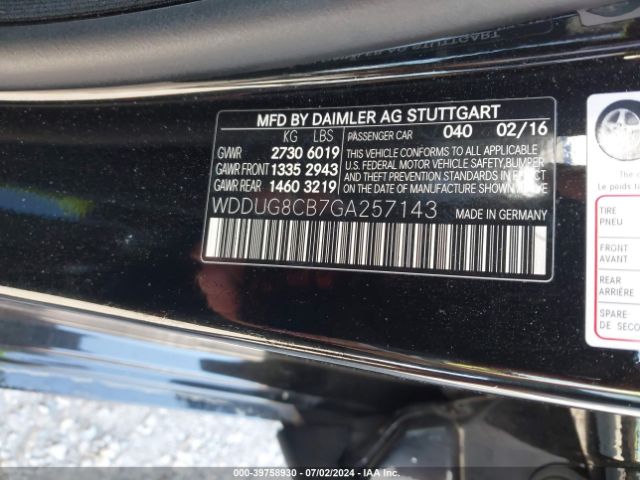 MFD BY DAIMLER AG STUTTGART
KG LBS
GVWR 2730 6019
GAWR FRONT 1335 2943
GAWR REAR 1460 3219
PASSENGER CAR 040 02/16
THIS VEHICLE CONFORMS TO ALL APPLICABLE
U.S. FEDERAL MOTOR VEHICLE SAFETY, BUMPER
AND THEFT PREVENTION STANDARDS IN EFFECT
ON THE DATE OF MANUFACTURE SHOWN ABOVE.
WDDUG8CB7GA257143 MADE IN GERMANY
Le poids
TIRE
PNEU
FRONT
AVANT
REAR
ARRIÈRE
SPARE
DE
000-39758930 - 07/02/2024 - IAA Inc.